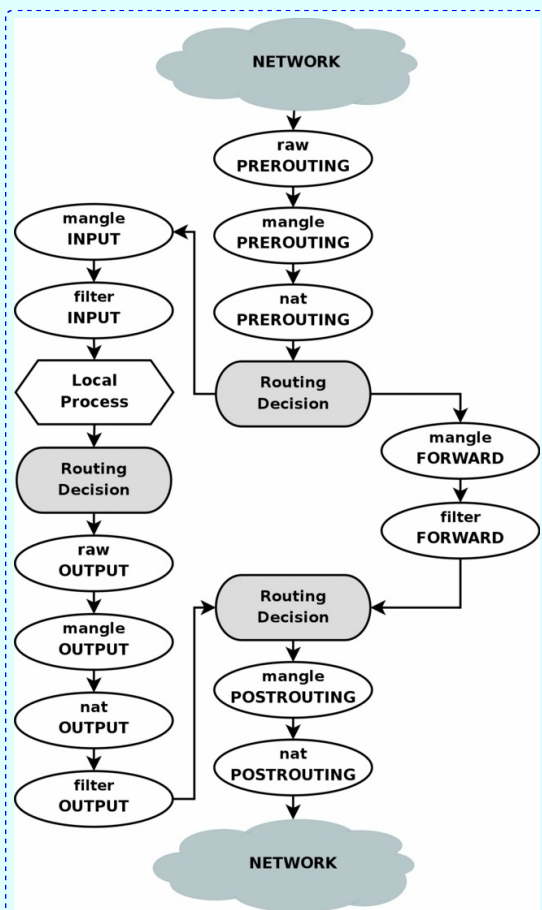 NETWORK
raw
PREROUTING
mangle
PREROUTING
nat
PREROUTING
Routing
Decision
mangle
INPUT
filter
INPUT
Local
Process
Routing
Decision
raw
OUTPUT
mangle
OUTPUT
nat
OUTPUT
filter
OUTPUT
mangle
FORWARD
filter
FORWARD
Routing
Decision
mangle
POSTROUTING
nat
POSTROUTING
NETWORK